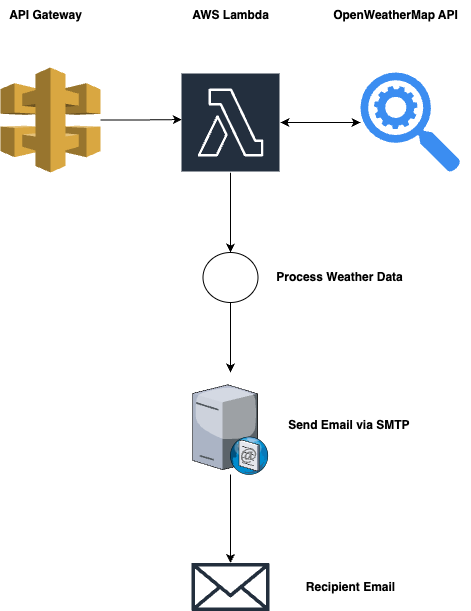 API Gateway
AWS Lambda
OpenWeatherMap API
Process Weather Data
Send Email via SMTP
Recipient Email